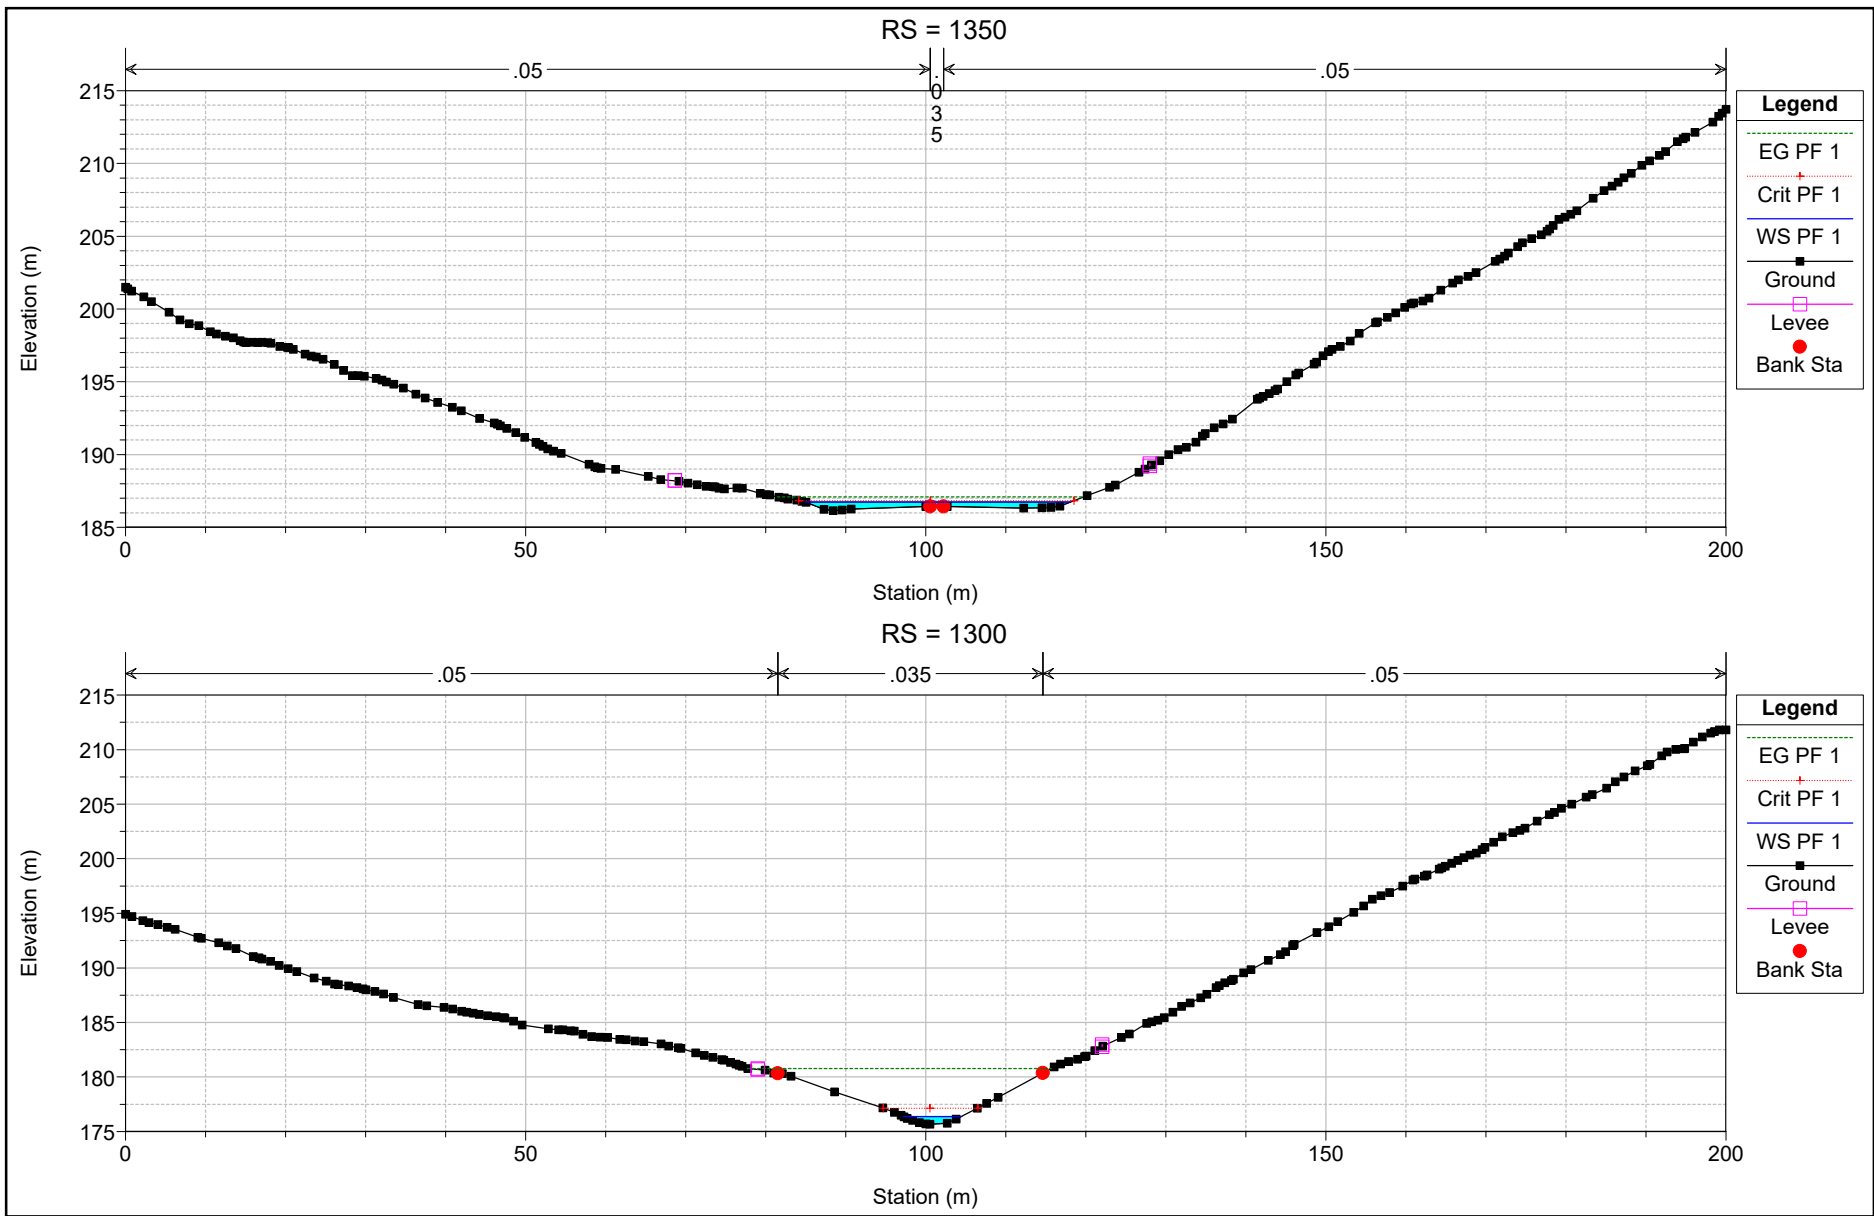 RS = 1350
.05
.035
.05
215
210
205
200
195
190
185
Elevation (m)
0
50
100
150
200
Station (m)
Legend
EG PF 1
Crit PF 1
WS PF 1
Ground
Levee
Bank Sta
RS = 1300
.05
.035
.05
215
210
205
200
195
190
185
180
175
Elevation (m)
0
50
100
150
200
Station (m)
Legend
EG PF 1
Crit PF 1
WS PF 1
Ground
Levee
Bank Sta